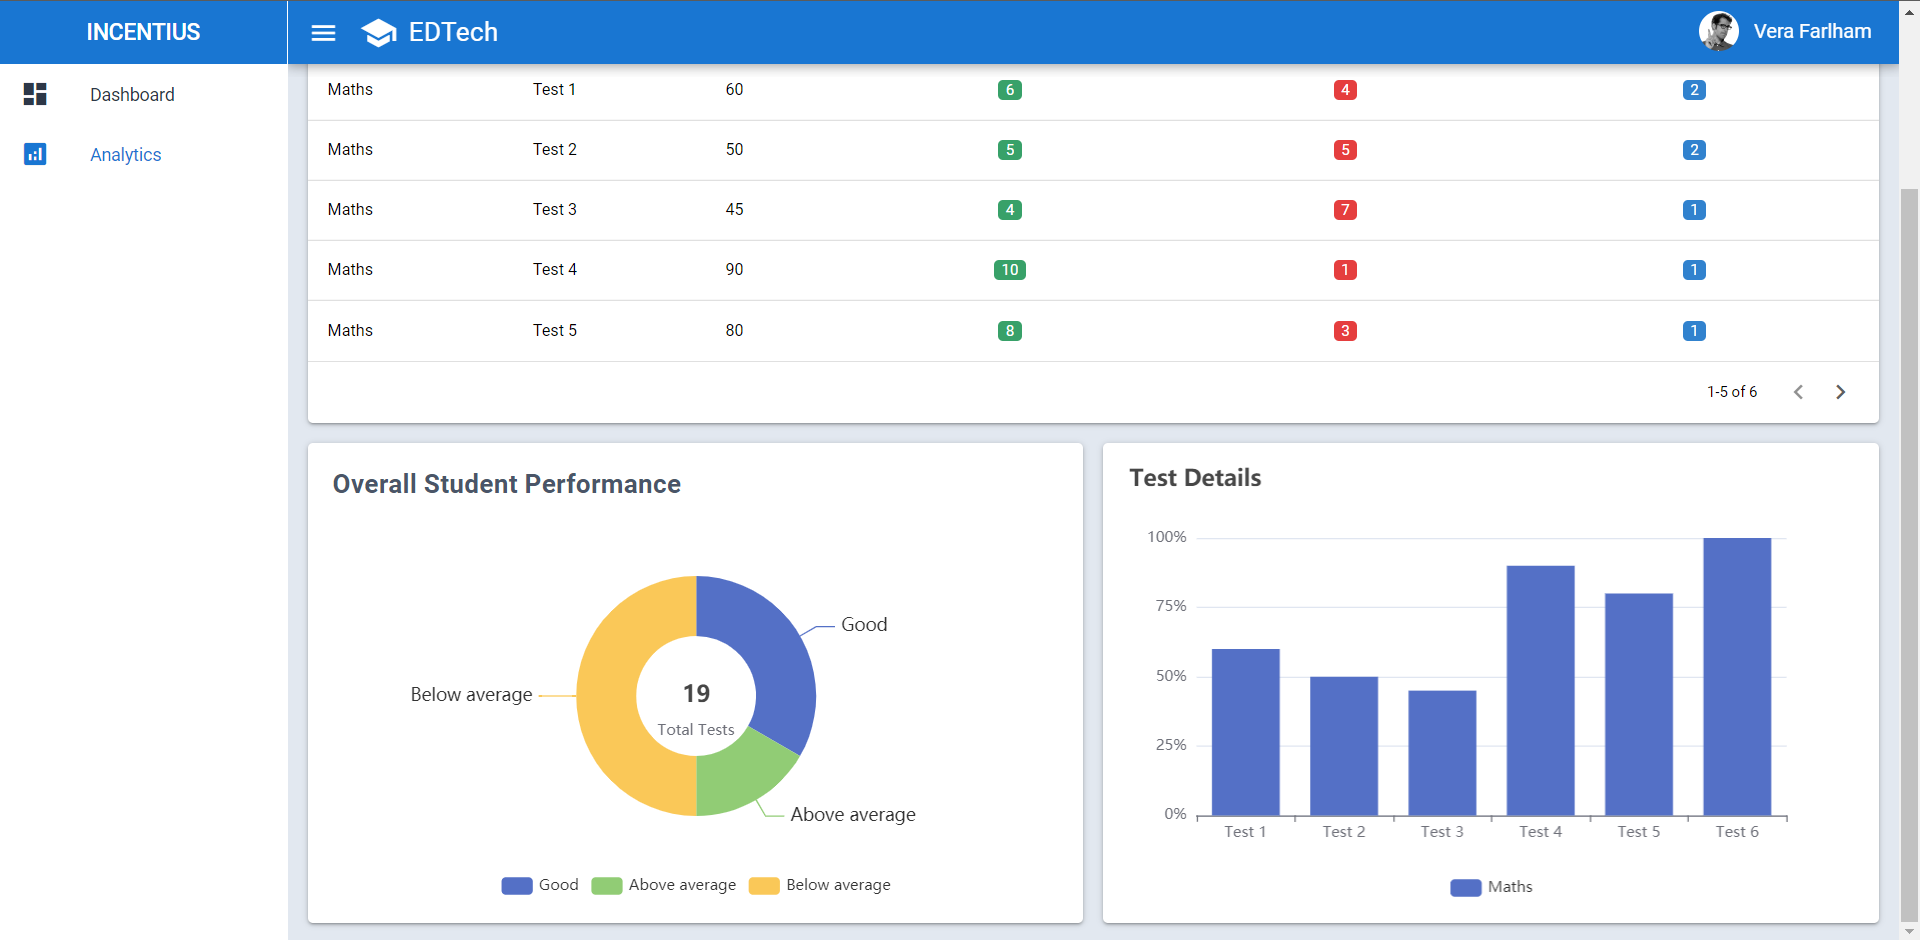 INCENTIUS
EDTech
Vera Farlham
Dashboard
Analytics
Maths Test 1 60 6 4 2
Maths Test 2 50 5 5 2
Maths Test 3 45 4 7 1
Maths Test 4 90 10 1 1
Maths Test 5 80 8 3 1
1-5 of 6
Overall Student Performance
Good
Below average
19
Total Tests
Above average
Good Above average Below average
Test Details
100%
75%
50%
25%
0%
Test 1 Test 2 Test 3 Test 4 Test 5 Test 6
Maths